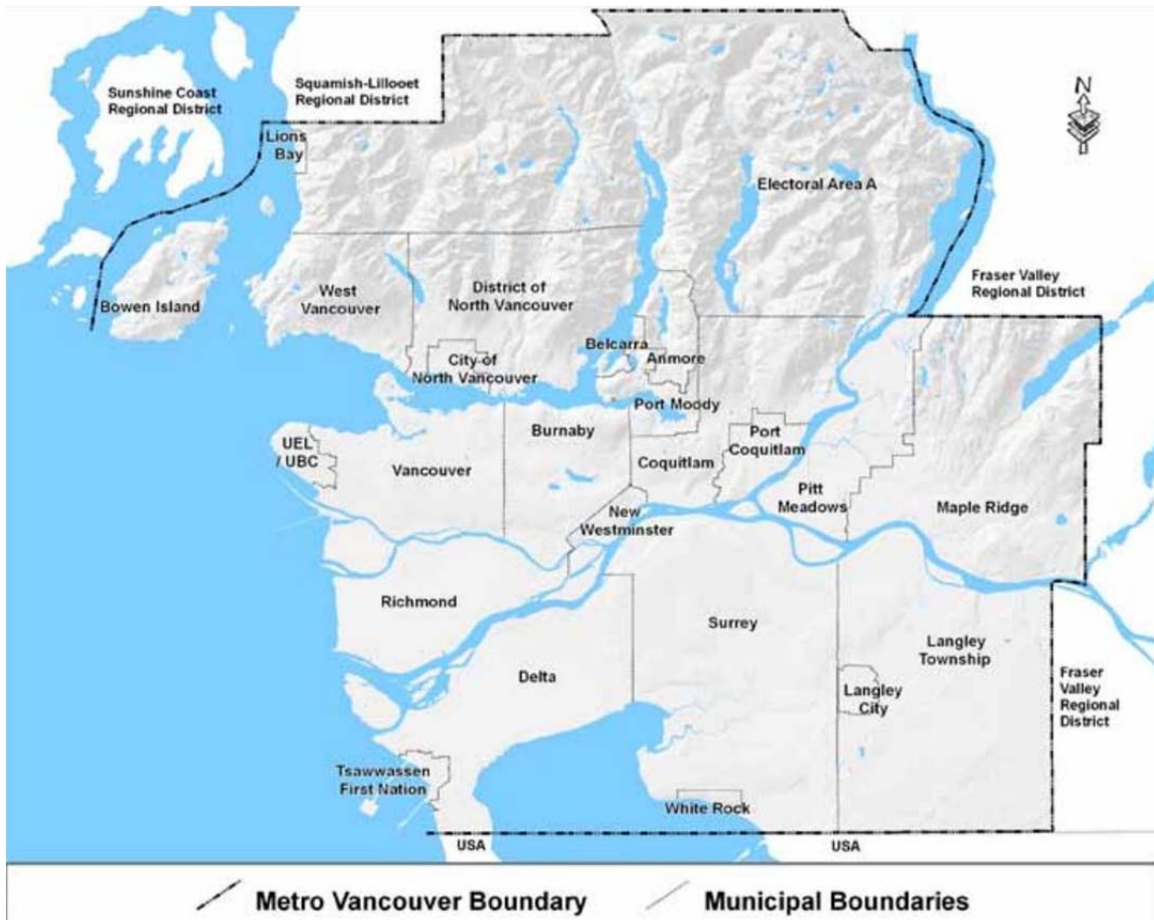 Sunshine Coast
Regional District
Squamish-Lillooet
Regional District
N
Lions
Bay
Electoral Area A
Fraser Valley
Regional District
Bowen Island
West
Vancouver
District of
North Vancouver
Belcarra
Anmore
City of
North Vancouver
Port Moody
UEL
/ UBC
Vancouver
Burnaby
Coquitlam
Port
Coquitlam
Pitt
Meadows
Maple Ridge
New
Westminster
Richmond
Surrey
Langley
Township
Delta
Langley
City
Fraser
Valley
Regional
District
Tsawwassen
First Nation
White Rock
USA
USA
Metro Vancouver Boundary
Municipal Boundaries